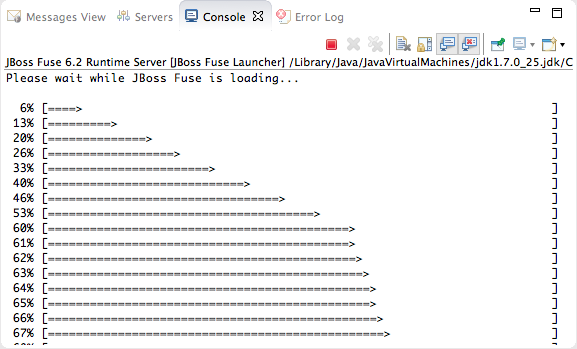 Messages View Servers Console Error Log
JBoss Fuse 6.2 Runtime Server [JBoss Fuse Launcher] /Library/Java/JavaVirtualMachines/jdk1.7.0_25.jdk/C
Please wait while JBoss Fuse is loading...
6% [====> ]
13% [=========> ]
20% [==============> ]
26% [==================> ]
33% [=======================> ]
40% [============================> ]
46% [=================================> ]
53% [======================================> ]
60% [===========================================> ]
61% [===========================================> ]
62% [============================================> ]
63% [=============================================> ]
64% [==============================================> ]
65% [==============================================> ]
66% [===============================================> ]
67% [================================================> ]